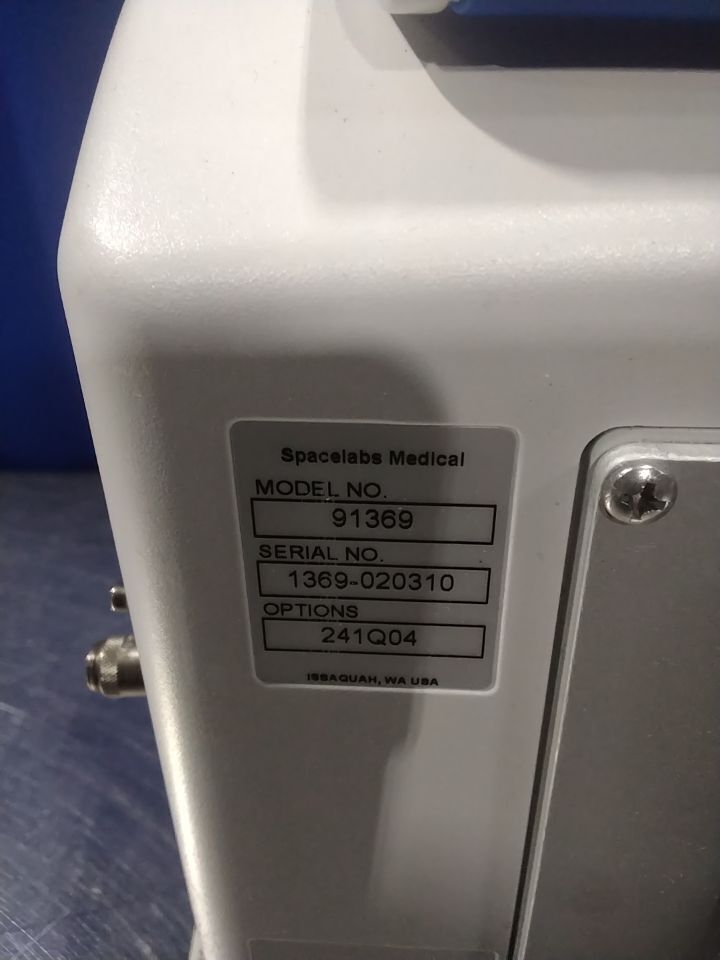 Spacelabs Medical
MODEL NO.
91369
SERIAL NO.
1369-020310
OPTIONS
241Q04
ISSAQUAH, WA USA